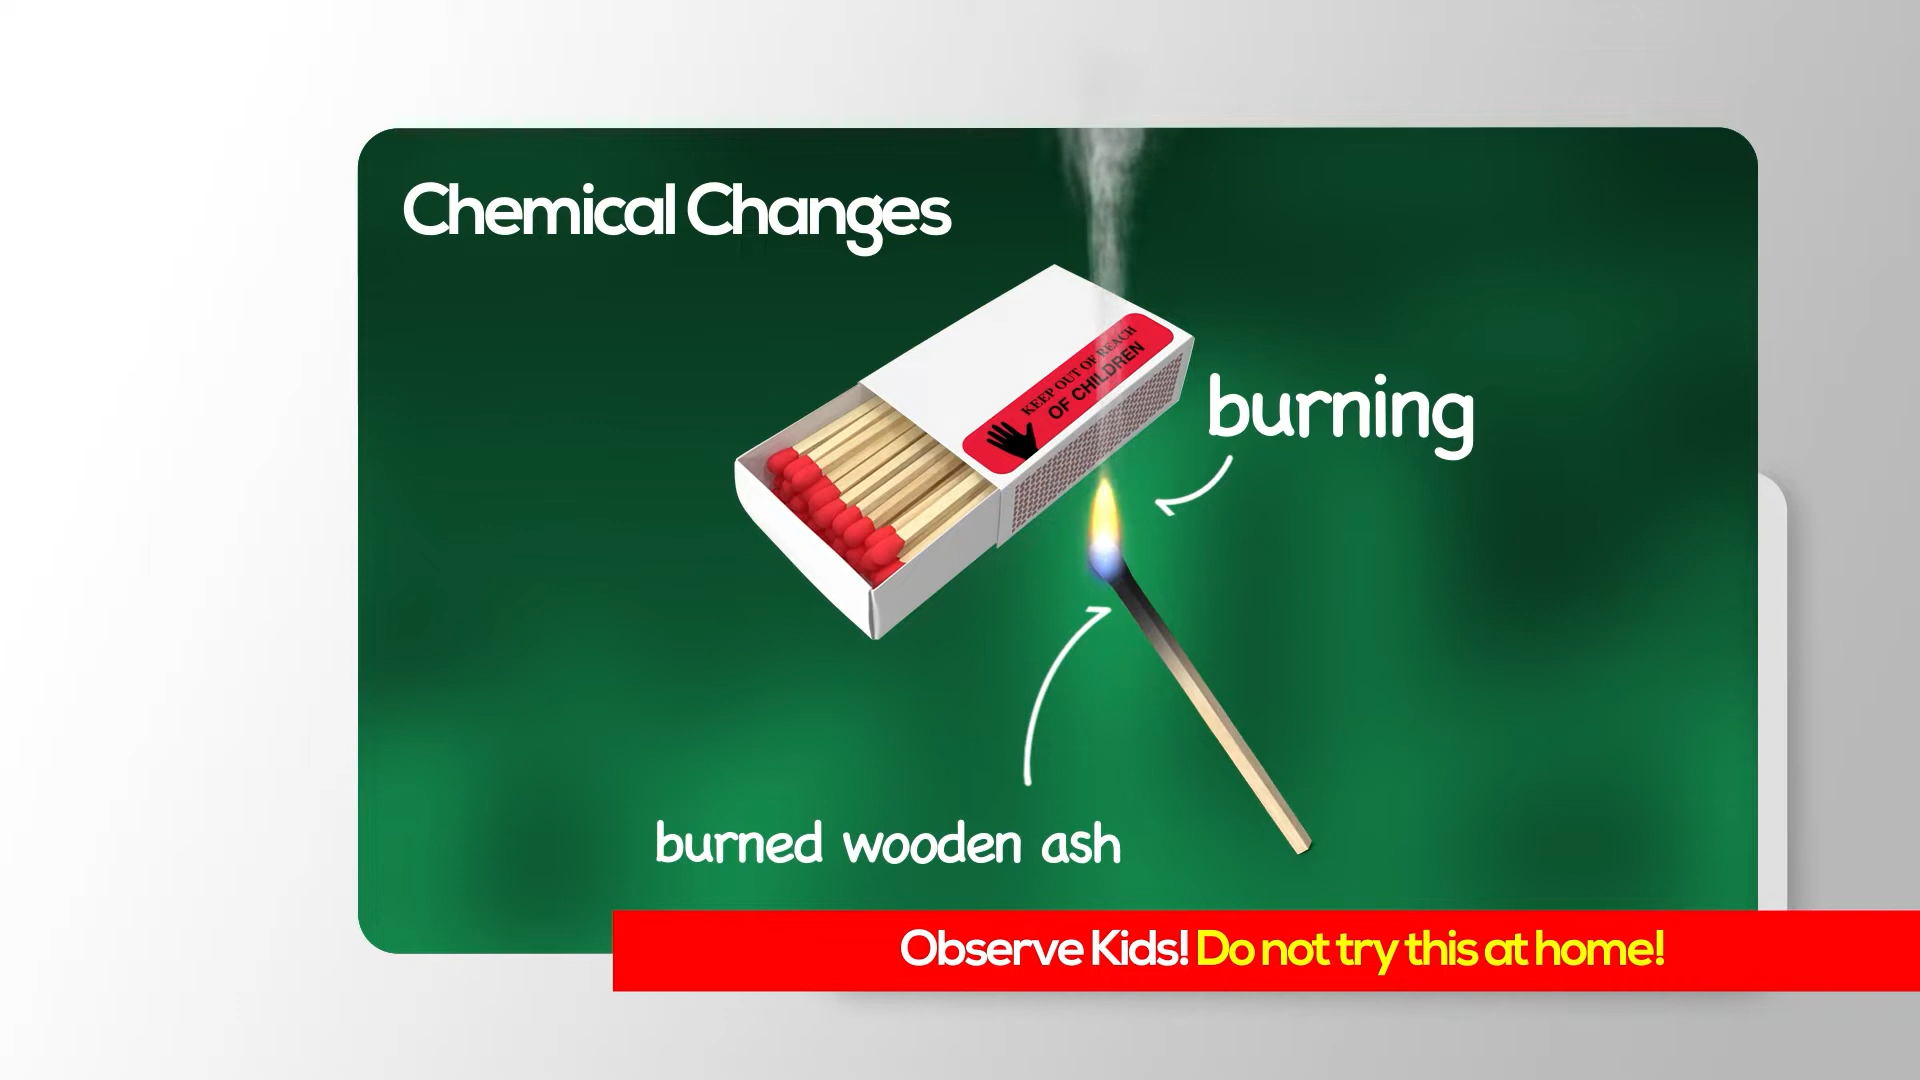 Chemical Changes
KEEP OUT OF REACH
OF CHILDREN
burning
burned wooden ash
Observe Kids! Do not try this at home!